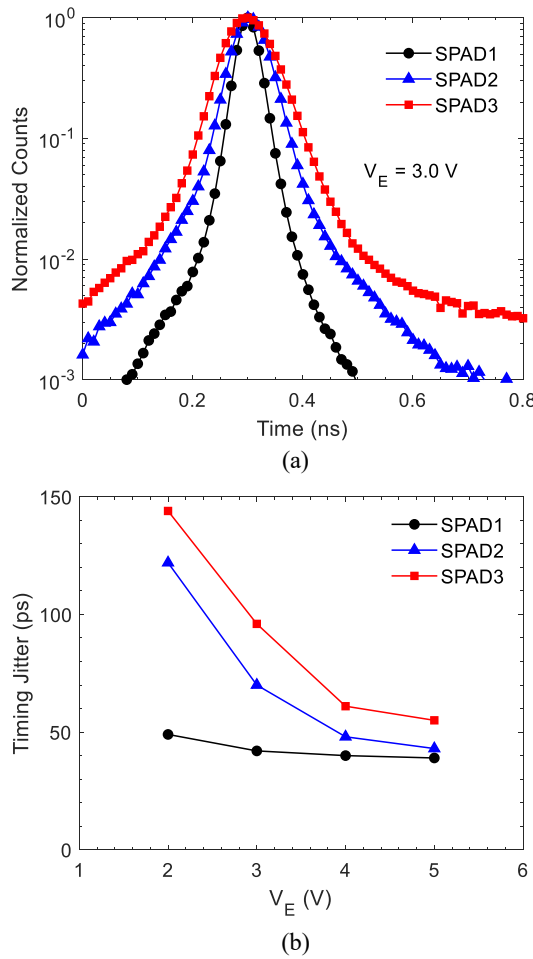 10^0
10^-1
10^-2
10^-3
Normalized Counts
SPAD1
SPAD2
SPAD3
V_E = 3.0 V
0 0.2 0.4 0.6 0.8
Time (ns)
(a)
150
100
50
0
Timing Jitter (ps)
SPAD1
SPAD2
SPAD3
1 2 3 4 5 6
V_E (V)
(b)